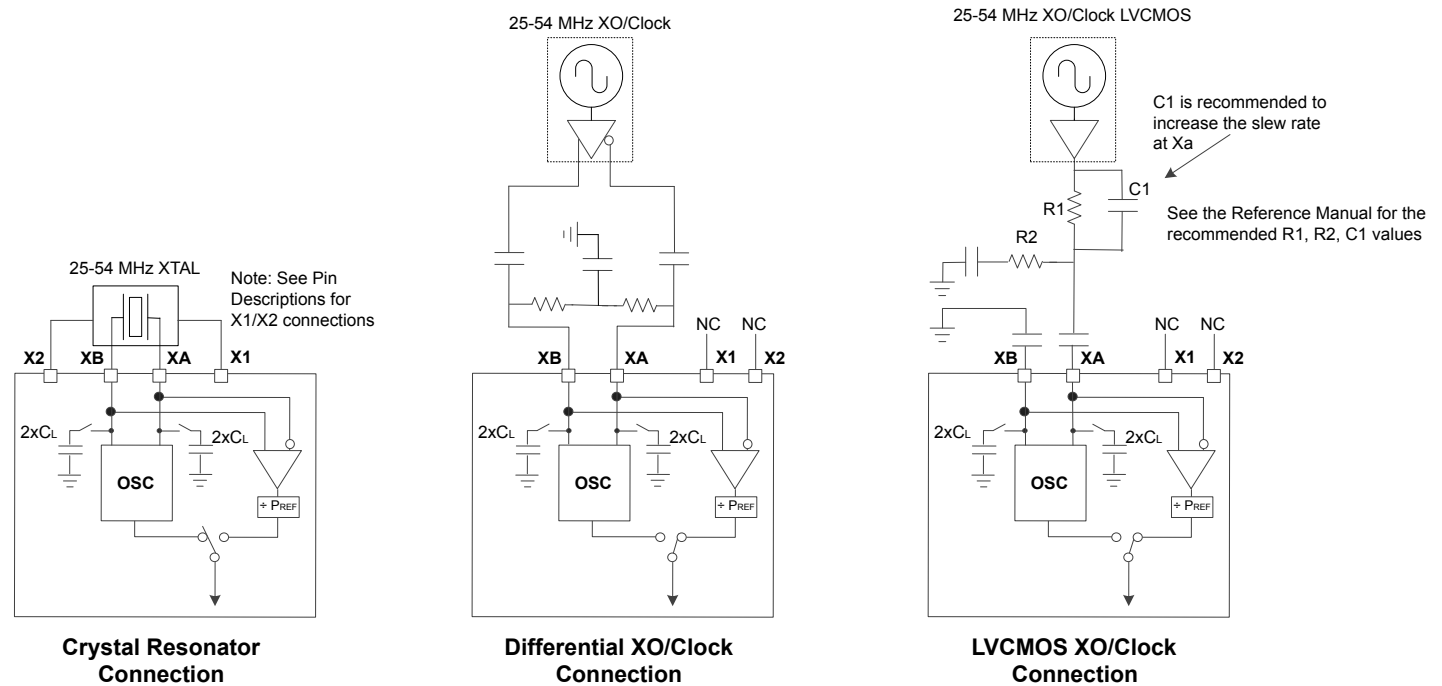 25-54 MHz XTAL
Note: See Pin
Descriptions for
X1/X2 connections
X2
XB
XA
X1
2xCL
2xCL
OSC
÷ PREF
Crystal Resonator
Connection
25-54 MHz XO/Clock
NC
NC
XB
XA
X1
X2
2xCL
2xCL
OSC
÷ PREF
Differential XO/Clock
Connection
25-54 MHz XO/Clock LVCMOS
C1 is recommended to
increase the slew rate
at Xa
C1
R1
See the Reference Manual for the
recommended R1, R2, C1 values
R2
NC
NC
XB
XA
X1
X2
2xCL
2xCL
OSC
÷ PREF
LVCMOS XO/Clock
Connection